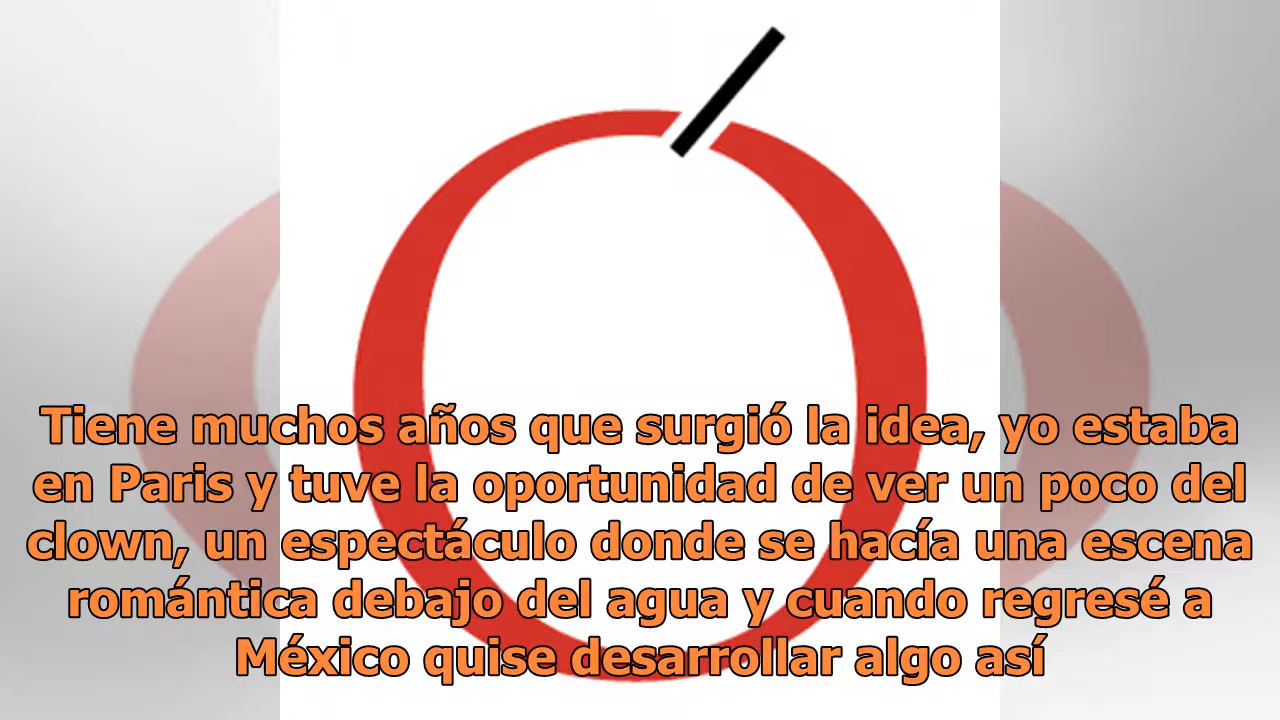 Ó
Tiene muchos años que surgió la idea, yo estaba
en Paris y tuve la oportunidad de ver un poco del
clown, un espectáculo donde se hacía una escena
romántica debajo del agua y cuando regresé a
México quise desarrollar algo así